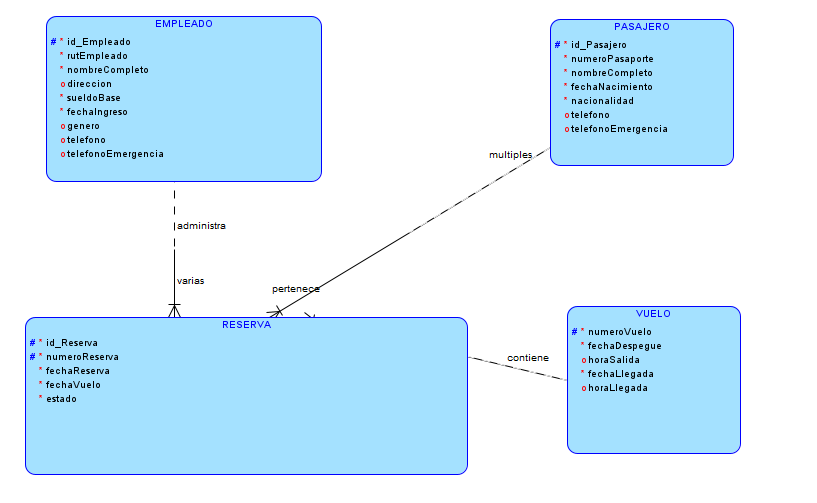 EMPLEADO
# * id_Empleado
* rutEmpleado
* nombreCompleto
o direccion
* sueldoBase
* fechaIngreso
o genero
o telefono
o telefonoEmergencia
PASAJERO
# * id_Pasajero
* numeroPasaporte
* nombreCompleto
* fechaNacimiento
* nacionalidad
o telefono
o telefonoEmergencia
multiples
administra
varias
pertenece
RESERVA
# * id_Reserva
# * numeroReserva
* fechaReserva
* fechaVuelo
* estado
contiene
VUELO
# * numeroVuelo
* fechaDespegue
o horaSalida
* fechaLlegada
o horaLlegada